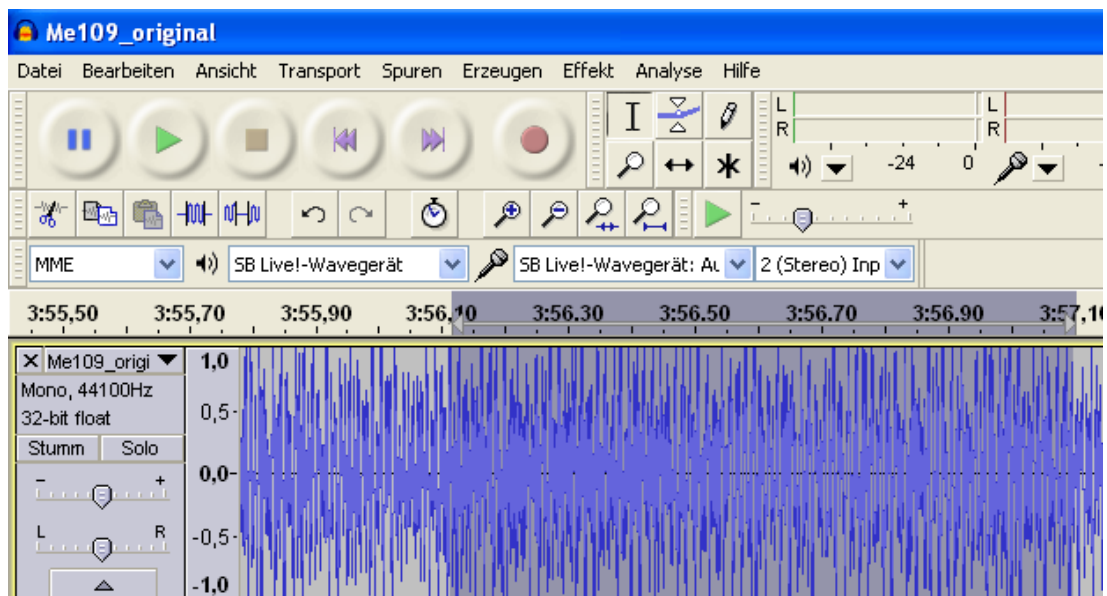 Me109_original
Datei Bearbeiten Ansicht Transport Spuren Erzeugen Effekt Analyse Hilfe
L L
R R
-24 0
- +
MME SB Live!-Wavegerät SB Live!-Wavegerät: Au 2 (Stereo) Inp
3:55,50 3:55,70 3:55,90 3:56,10 3:56.30 3:56.50 3:56.70 3:56.90 3:57,10
Me109_origi 1,0
Mono, 44100Hz
32-bit float 0,5
Stumm Solo
- + 0,0
L R -0,5
-1,0